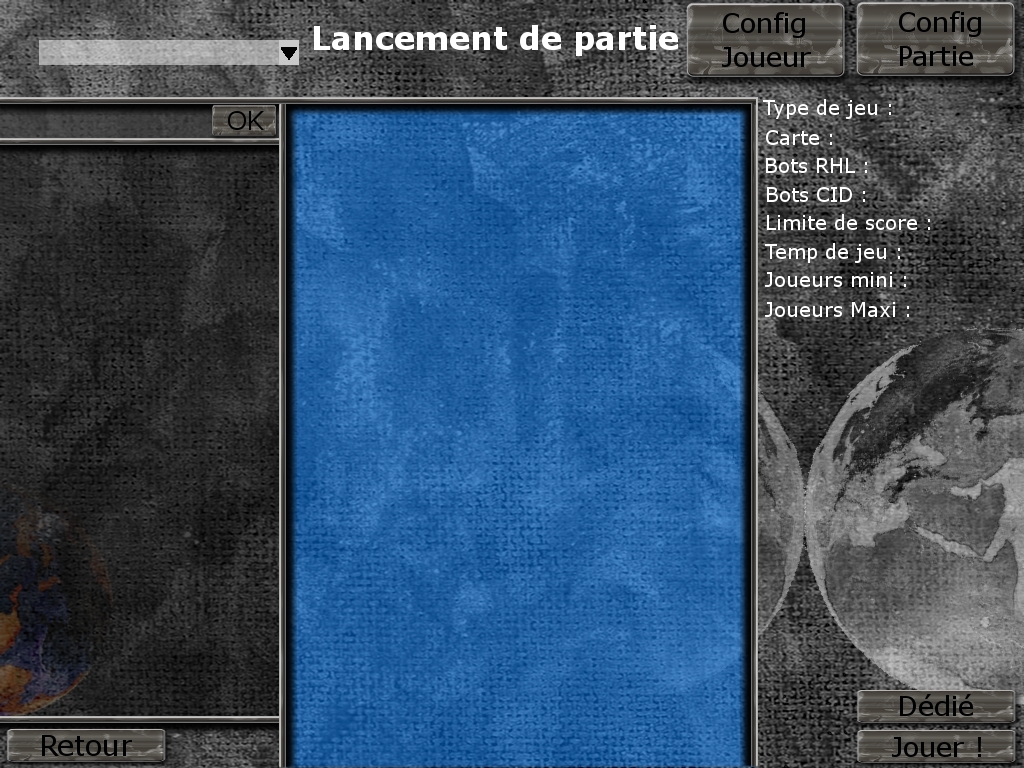 Lancement de partie
Config
Joueur
Config
Partie
OK
Type de jeu :
Carte :
Bots RHL :
Bots CID :
Limite de score :
Temp de jeu :
Joueurs mini :
Joueurs Maxi :
Dédié
Retour
Jouer !